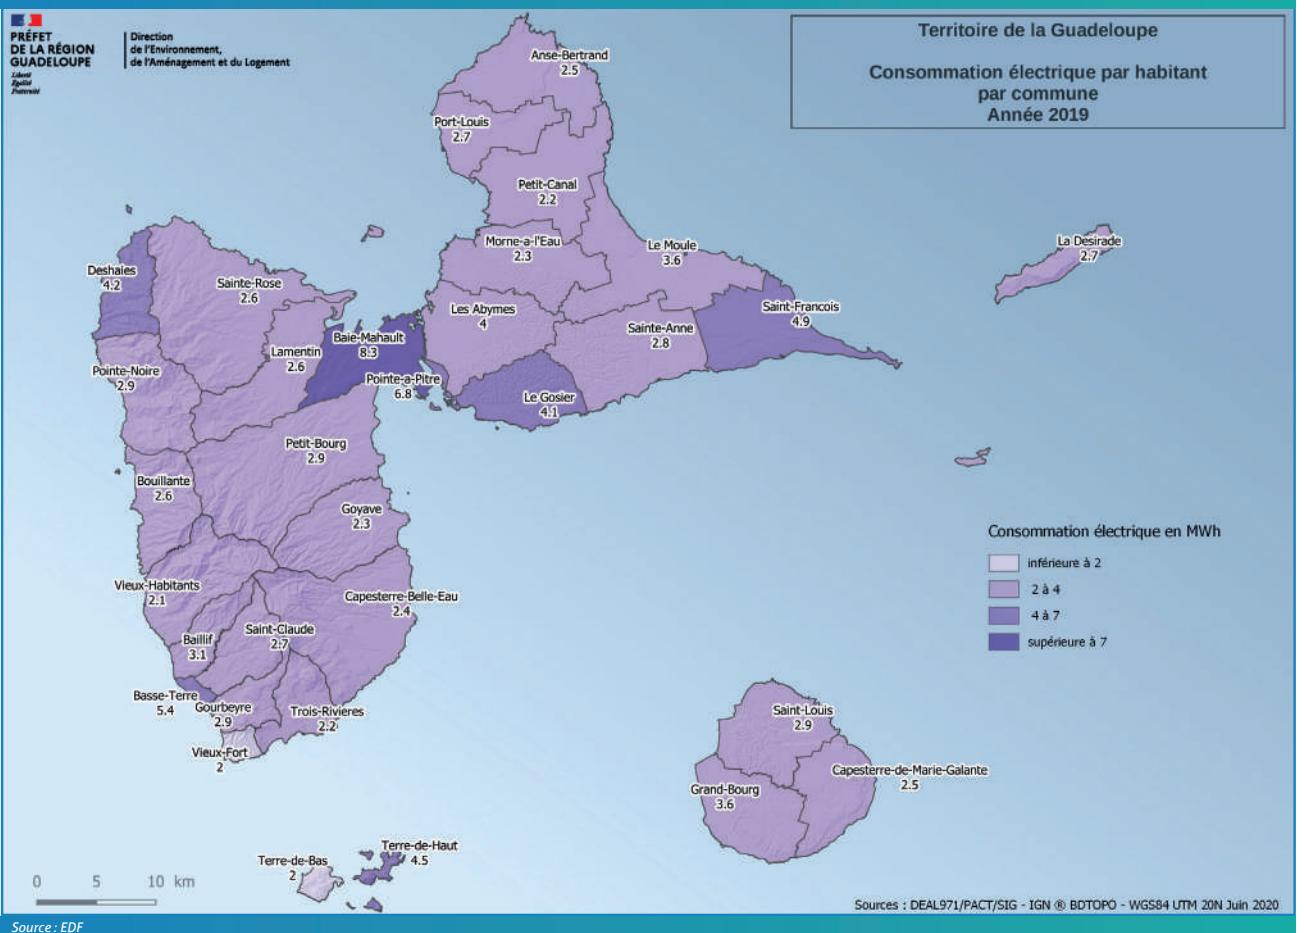 PRÉFET
DE LA RÉGION
GUADELOUPE
Liberté
Égalité
Fraternité
Direction
de l'Environnement,
de l'Aménagement et du Logement
Territoire de la Guadeloupe
Consommation électrique par habitant
par commune
Année 2019
Anse-Bertrand
2.5
Port-Louis
2.7
Petit-Canal
2.2
Morne-a-l'Eau
2.3
Le Moule
3.6
La Desirade
2.7
Deshaies
4.2
Sainte-Rose
2.6
Les Abymes
4
Saint-Francois
4.9
Sainte-Anne
2.8
Baie-Mahault
8.3
Lamentin
2.6
Pointe-Noire
2.9
Pointe-a-Pitre
6.8
Le Gosier
4.1
Petit-Bourg
2.9
Bouillante
2.6
Goyave
2.3
Vieux-Habitants
2.1
Capesterre-Belle-Eau
2.4
Saint-Claude
2.7
Baillif
3.1
Basse-Terre
5.4
Gourbeyre
2.9
Trois-Rivieres
2.2
Vieux-Fort
2
Consommation électrique en MWh
inférieure à 2
2 à 4
4 à 7
supérieure à 7
Saint-Louis
2.9
Capesterre-de-Marie-Galante
2.5
Grand-Bourg
3.6
Terre-de-Haut
4.5
Terre-de-Bas
2
0 5 10 km
Sources : DEAL971/PACT/SIG - IGN ® BDTOPO - WGS84 UTM 20N Juin 2020
Source : EDF